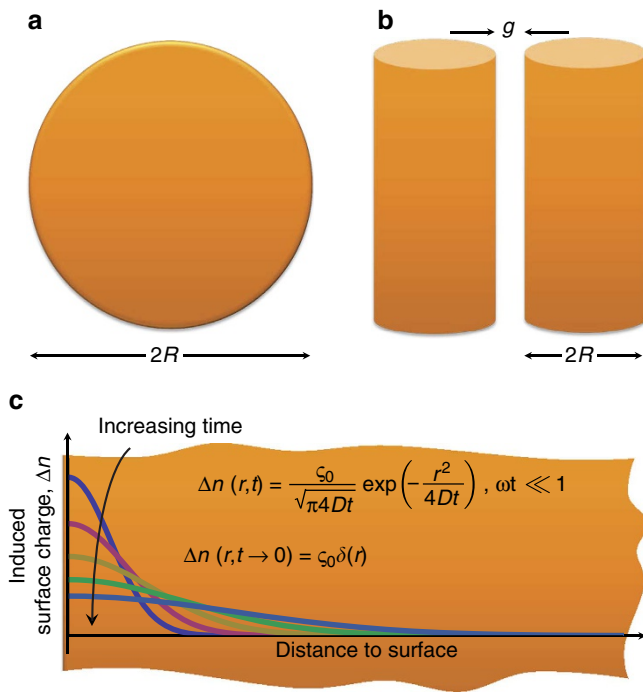 a
2R
b
g
2R
c
Increasing time
Induced
surface charge, Δn
Δn (r,t) = ς₀/√π4Dt exp(−r²/4Dt) , ωt ≪ 1
Δn (r,t → 0) = ς₀δ(r)
Distance to surface